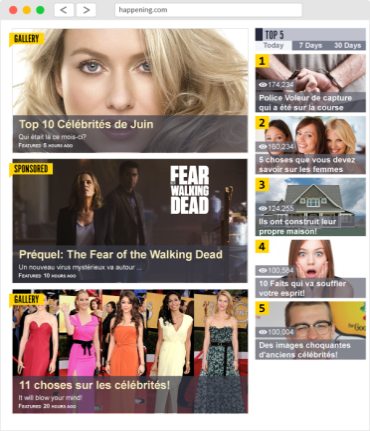 happening.com
GALLERY
Top 10 Célébrités de Juin
Qui était là ce mois-ci?
FEATURED 5 HOURS AGO
SPONSORED
FEAR
WALKING
DEAD
Préquel: The Fear of the Walking Dead
Un nouveau virus mystérieux va autour ...
FEATURED 10 HOURS AGO
GALLERY
11 choses sur les célébrités!
It will blow your mind!
FEATURED 20 HOURS AGO
TOP 5
Today 7 Days 30 Days
1
174,234
Police Voleur de capture
qui a été sur la course
2
160,234
5 choses que vous devez
savoir sur les femmes
3
124,255
Ils ont construit leur
propre maison!
4
100,584
10 Faits qui va souffler
votre esprit!
5
100,004
Des images choquantes
d'anciens célébrités!